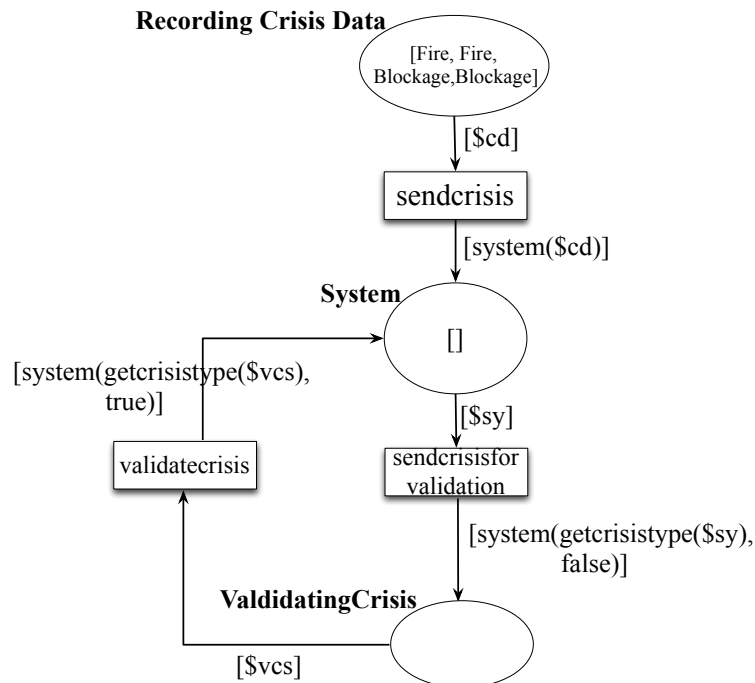 Recording Crisis Data
[Fire, Fire,
Blockage,Blockage]
[$cd]
sendcrisis
[system($cd)]
System
[]
[system(getcrisistype($vcs),
true)]
[$sy]
validatecrisis
sendcrisisfor
validation
[system(getcrisistype($sy),
false)]
ValdidatingCrisis
[$vcs]